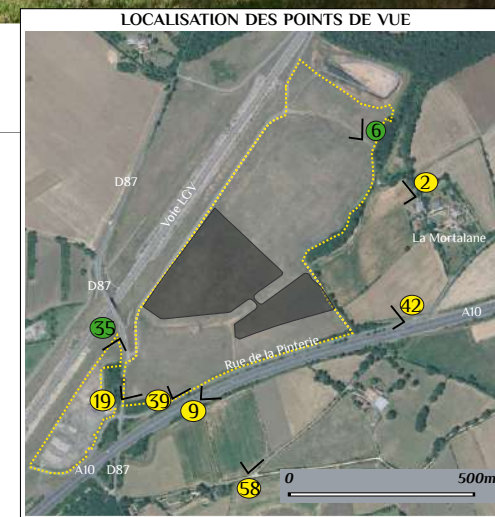 LOCALISATION DES POINTS DE VUE
6
D87
2
Voie LGV
La Mortalane
D87
42
A10
35
Rue de la Pinterie
19
39
9
A10
D87
58
0
500m